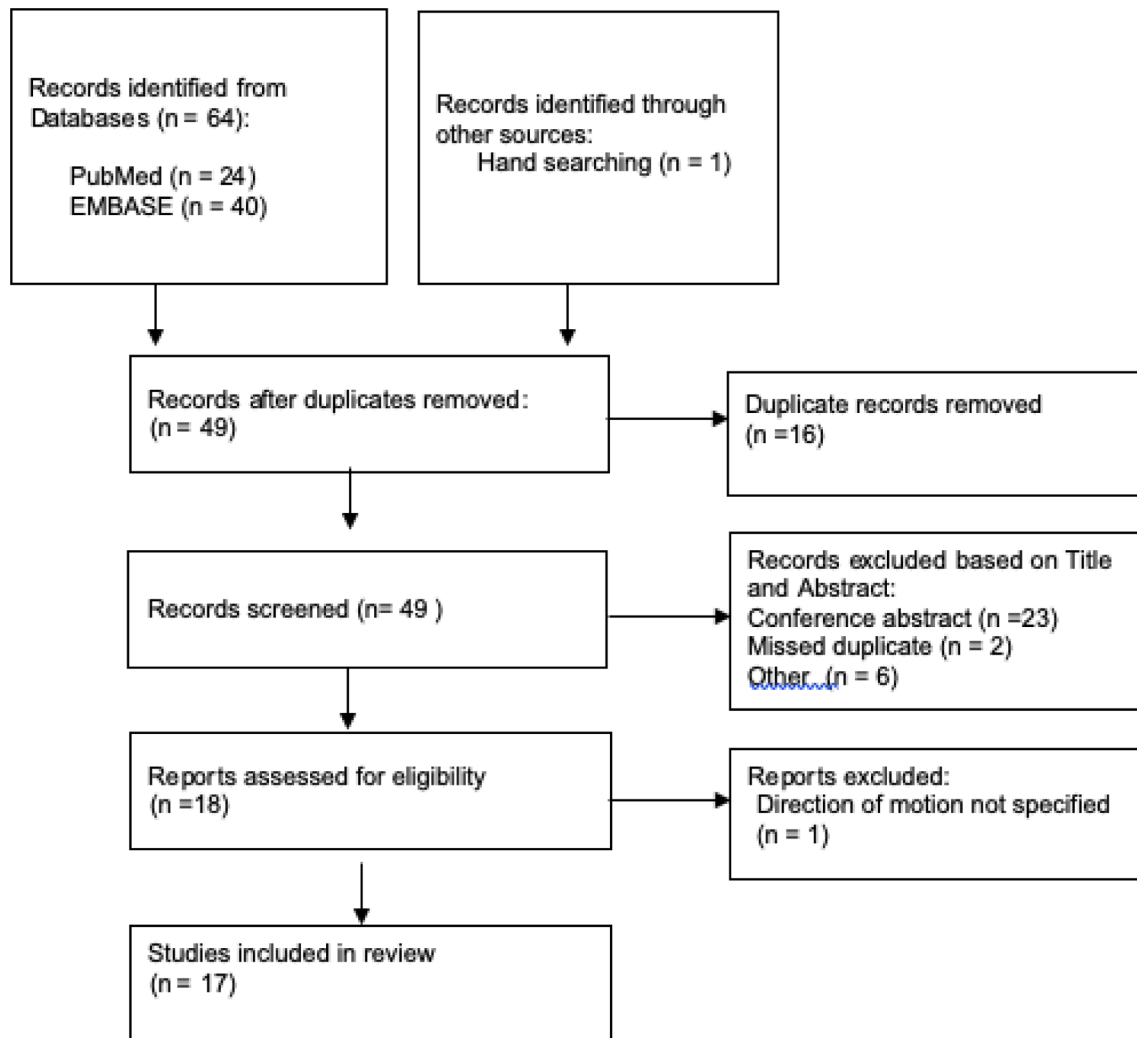 Records identified from
Databases (n = 64):
PubMed (n = 24)
EMBASE (n = 40)
Records identified through
other sources:
Hand searching (n = 1)
Records after duplicates removed:
(n = 49)
Duplicate records removed
(n =16)
Records screened (n= 49 )
Records excluded based on Title
and Abstract:
Conference abstract (n =23)
Missed duplicate (n = 2)
Other (n = 6)
Reports assessed for eligibility
(n =18)
Reports excluded:
Direction of motion not specified
(n = 1)
Studies included in review
(n = 17)